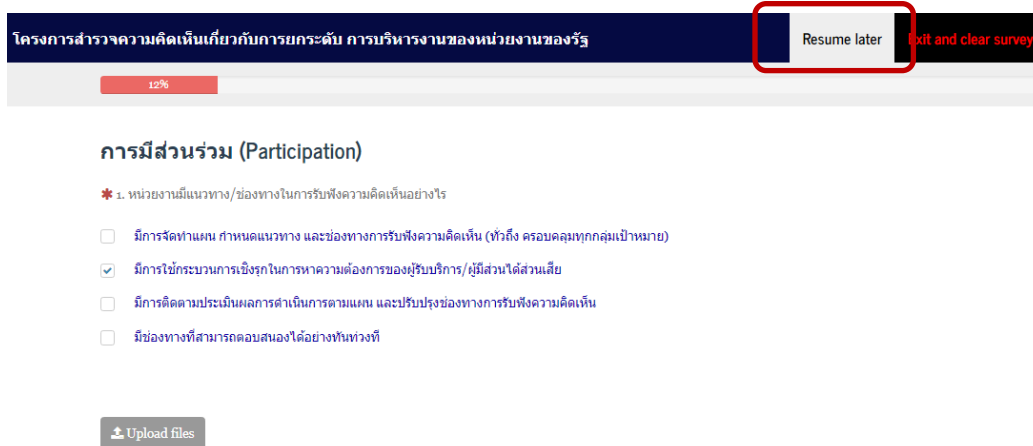 โครงการสำรวจความคิดเห็นเกี่ยวกับการยกระดับ การบริหารงานของหน่วยงานของรัฐ Resume later Exit and clear survey
12%
การมีส่วนร่วม (Participation)
✱ 1. หน่วยงานมีแนวทาง/ช่องทางในการรับฟังความคิดเห็นอย่างไร
มีการจัดทำแผน กำหนดแนวทาง และช่องทางการรับฟังความคิดเห็น (ทั่วถึง ครอบคลุมทุกกลุ่มเป้าหมาย)
มีการใช้กระบวนการเชิงรุกในการหาความต้องการของผู้รับบริการ/ผู้มีส่วนได้ส่วนเสีย
มีการติดตามประเมินผลการดำเนินการตามแผน และปรับปรุงช่องทางการรับฟังความคิดเห็น
มีช่องทางที่สามารถตอบสนองได้อย่างทันท่วงที
Upload files